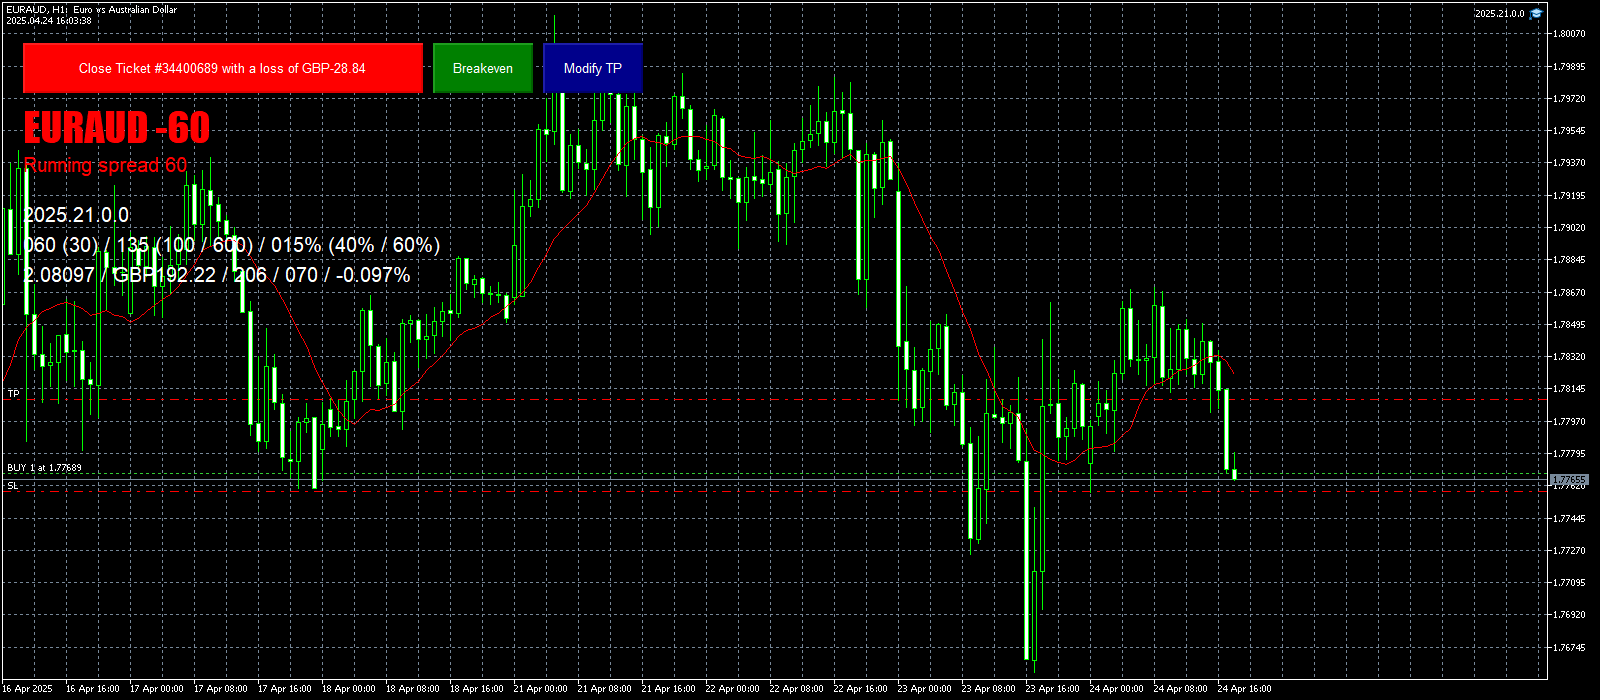 EURAUD, H1: Euro vs Australian Dollar
2025.04.24 16:03:38
2025.21.0.0
Close Ticket #34400689 with a loss of GBP-28.84
Breakeven
Modify TP
EURAUD -60
Running spread 60
2025.21.0.0
060 (30) / 135 (100 / 600) / 015% (40% / 60%)
2.08097 / GBP192.22 / 206 / 070 / -0.097%
TP
BUY 1 at 1.77689
SL
1.80070
1.79895
1.79720
1.79545
1.79370
1.79195
1.79020
1.78845
1.78670
1.78495
1.78320
1.78145
1.77970
1.77795
1.77655
1.77620
1.77445
1.77270
1.77095
1.76920
1.76745
16 Apr 2025
16 Apr 16:00
17 Apr 00:00
17 Apr 08:00
17 Apr 16:00
18 Apr 00:00
18 Apr 08:00
18 Apr 16:00
21 Apr 00:00
21 Apr 08:00
21 Apr 16:00
22 Apr 00:00
22 Apr 08:00
22 Apr 16:00
23 Apr 00:00
23 Apr 08:00
23 Apr 16:00
24 Apr 00:00
24 Apr 08:00
24 Apr 16:00